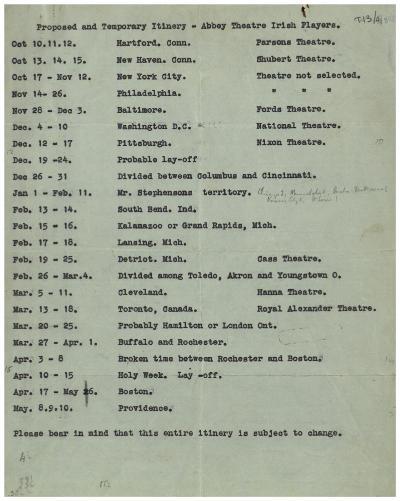 Proposed and Temporary Itinery - Abbey Theatre Irish Players.
Oct 10.11.12. Hartford. Conn. Parsons Theatre.
Oct 13. 14. 15. New Haven. Conn. Shubert Theatre.
Oct 17 - Nov 12. New York City. Theatre not selected.
Nov 14- 26. Philadelphia. " " "
Nov 28 - Dec 3. Baltimore. Fords Theatre.
Dec. 4 - 10 Washington D.C. National Theatre.
Dec. 12 - 17 Pittsburgh. Nixon Theatre.
Dec. 19 -24. Probable lay-off
Dec 26 - 31 Divided between Columbus and Cincinnati.
Jan 1 - Feb. 11. Mr. Stephensons territory.
Feb. 13 - 14. South Bend. Ind.
Feb. 15 - 16. Kalamazoo or Grand Rapids, Mich.
Feb. 17 - 18. Lansing. Mich.
Feb. 19 - 25. Detriot. Mich. Cass Theatre.
Feb. 26 - Mar.4. Divided among Toledo, Akron and Youngstown O.
Mar. 5 - 11. Cleveland. Hanna Theatre.
Mar. 13 - 18. Toronto, Canada. Royal Alexander Theatre.
Mar. 20 - 25. Probably Hamilton or London Ont.
Mar. 27 - Apr. 1. Buffalo and Rochester.
Apr. 3 - 8 Broken time between Rochester and Boston.
Apr. 10 - 15 Holy Week. Lay -off.
Apr. 17 - May 6. Boston.
May. 8.9.10. Providence.
Please bear in mind that this entire itinery is subject to change.